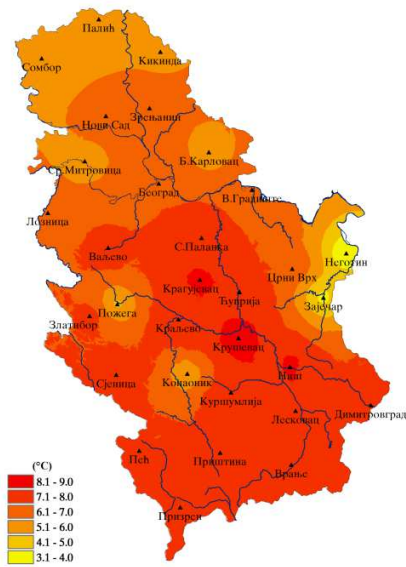 Палић
Кикинда
Сомбор
Зрењанин
Нови Сад
Б.Карловац
Ср.Митровица
Београд
В.Градиште
Лозница
С.Паланка
Ваљево
Неготин
Црни Врх
Крагујевац
Ћуприја
Зајечар
Пожега
Златибор
Краљево
Крушевац
Ниш
Сјеница
Копаоник
Куршумлија
Димитровград
Лесковац
Пећ
Приштина
Врање
Призрен
(°C)
8.1 - 9.0
7.1 - 8.0
6.1 - 7.0
5.1 - 6.0
4.1 - 5.0
3.1 - 4.0